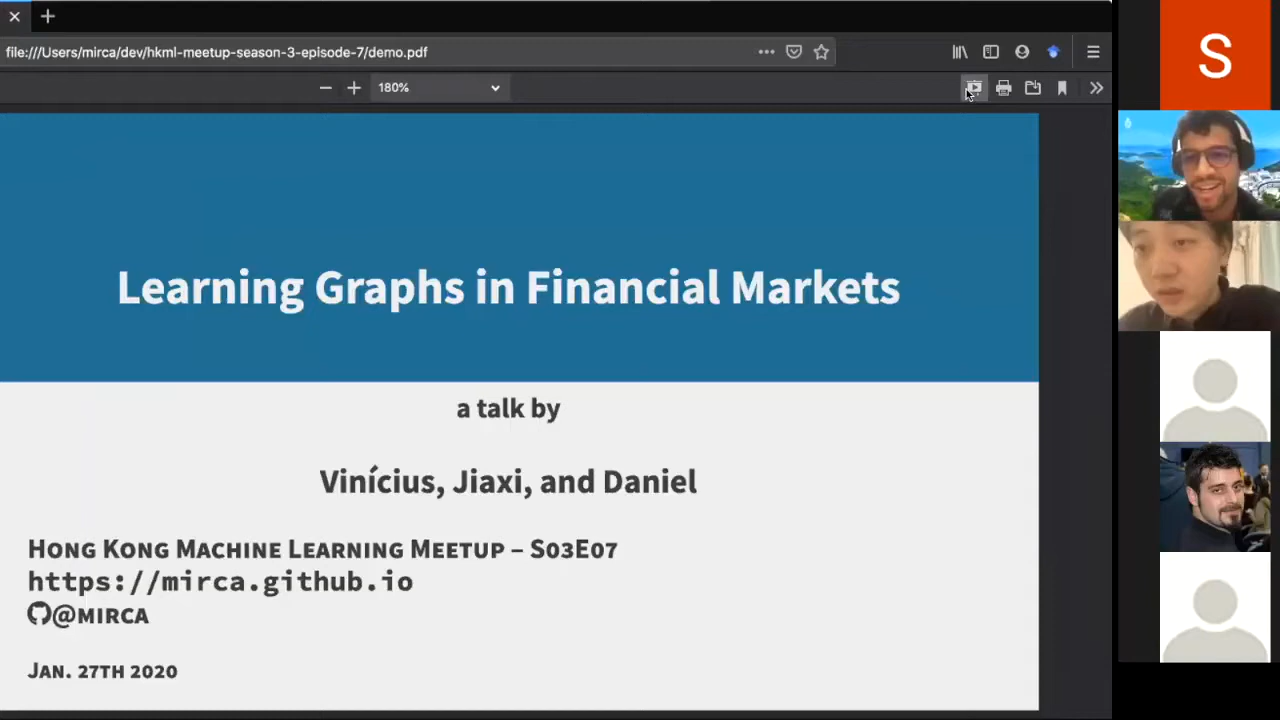 file:///Users/mirca/dev/hkml-meetup-season-3-episode-7/demo.pdf
180%
S
Learning Graphs in Financial Markets
a talk by
Vinícius, Jiaxi, and Daniel
Hong Kong Machine Learning Meetup – S03E07
https://mirca.github.io
@mirca
Jan. 27th 2020